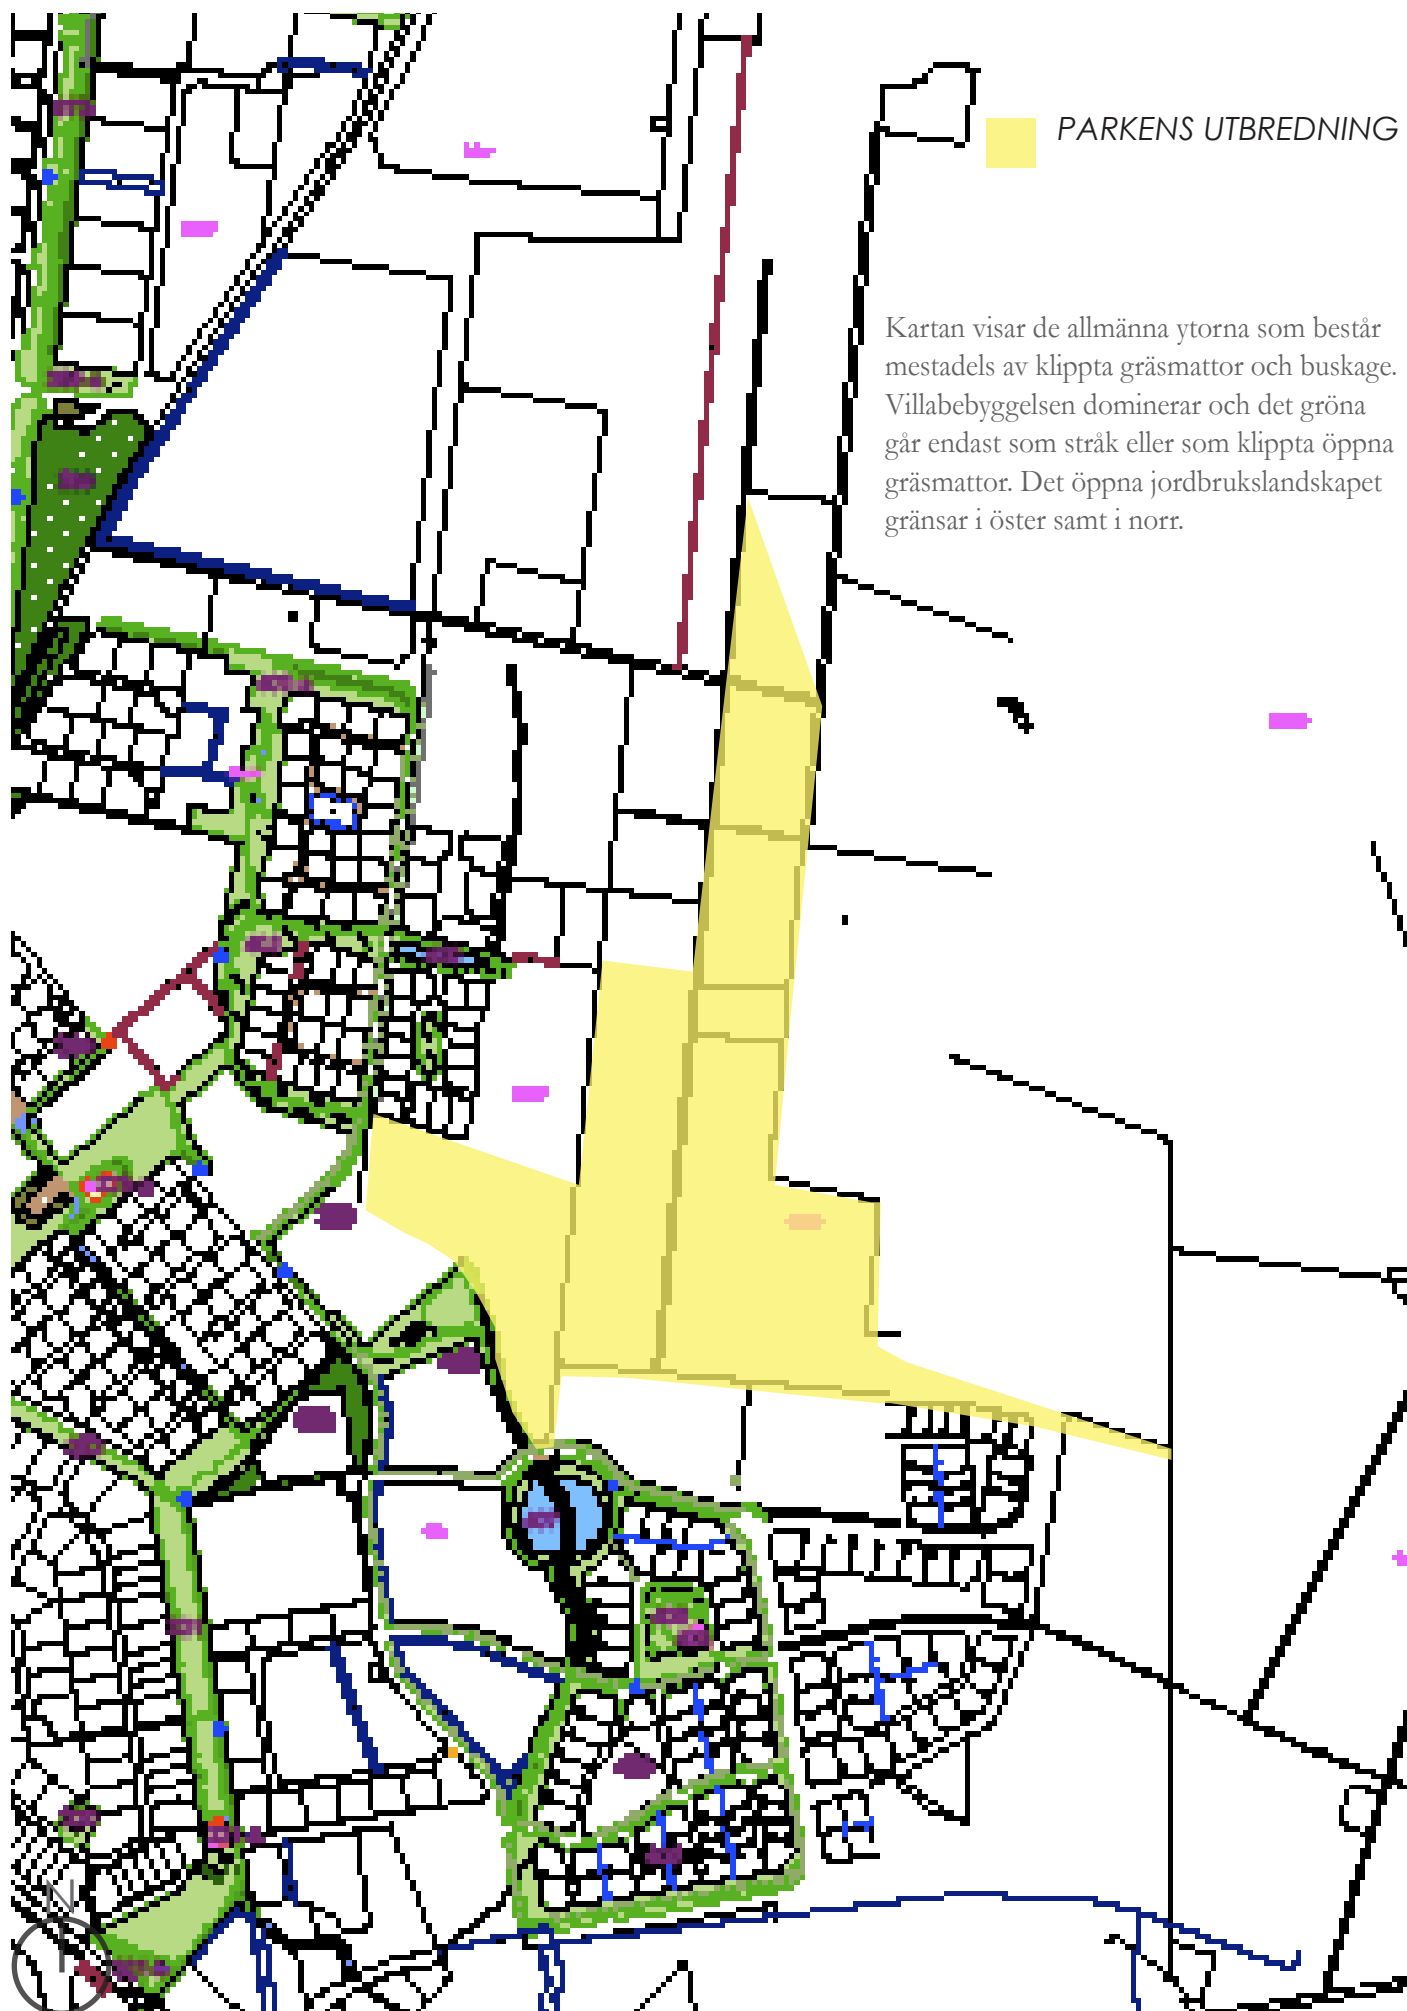 PARKENS UTBREDNING
Kartan visar de allmänna ytorna som består
mestadels av klippta gräsmattor och buskage.
Villabebyggelsen dominerar och det gröna
går endast som stråk eller som klippta öppna
gräsmattor. Det öppna jordbrukslandskapet
gränsar i öster samt i norr.
N